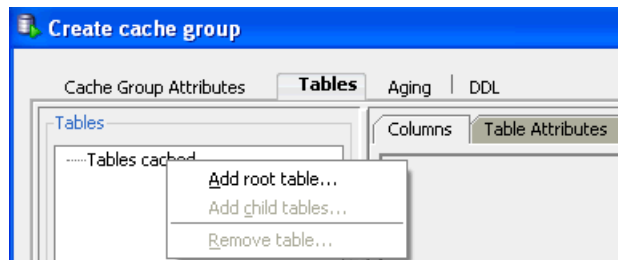 Create cache group
Cache Group Attributes Tables Aging DDL
Tables
Columns Table Attributes
Tables cached
Add root table...
Add child tables...
Remove table...